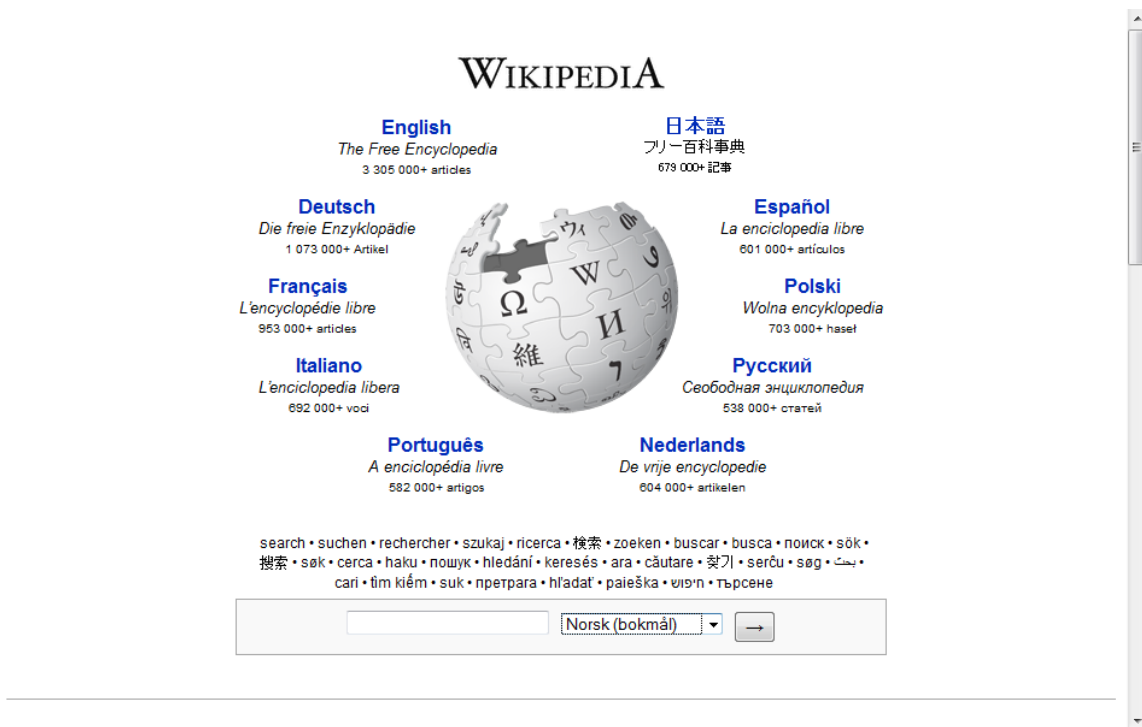 WIKIPEDIA
English
The Free Encyclopedia
3 305 000+ articles
日本語
フリー百科事典
679 000+ 記事
Deutsch
Die freie Enzyklopädie
1 073 000+ Artikel
Español
La enciclopedia libre
601 000+ artículos
Français
L'encyclopédie libre
953 000+ articles
Polski
Wolna encyklopedia
703 000+ haseł
Italiano
L'enciclopedia libera
692 000+ voci
Русский
Свободная энциклопедия
538 000+ статей
Português
A enciclopédia livre
582 000+ artigos
Nederlands
De vrije encyclopedie
604 000+ artikelen
Ω
W
И
維
ウィ
search • suchen • rechercher • szukaj • ricerca • 検索 • zoeken • buscar • busca • поиск • sök •
搜索 • søk • cerca • haku • пошук • hledání • keresés • ara • căutare • 찾기 • serĉu • søg • بحث •
cari • tìm kiếm • suk • претрага • hľadať • paieška • חיפוש • търсене
Norsk (bokmål)
→